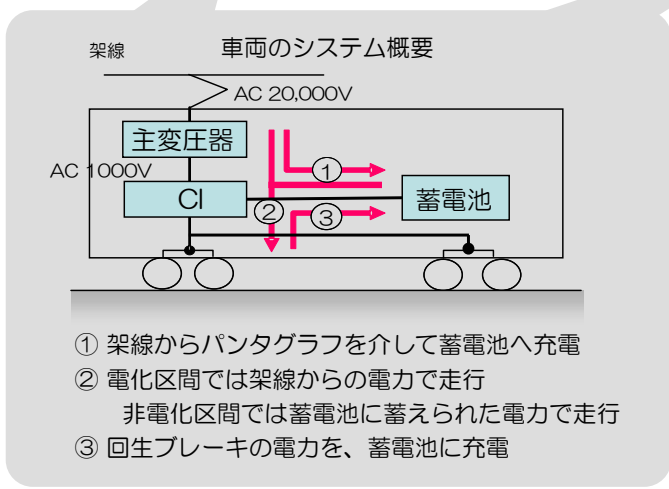 架線
車両のシステム概要
AC 20,000V
主変圧器
AC 1000V
CI
蓄電池
①
②
③
① 架線からパンタグラフを介して蓄電池へ充電
② 電化区間では架線からの電力で走行
非電化区間では蓄電池に蓄えられた電力で走行
③ 回生ブレーキの電力を、蓄電池に充電